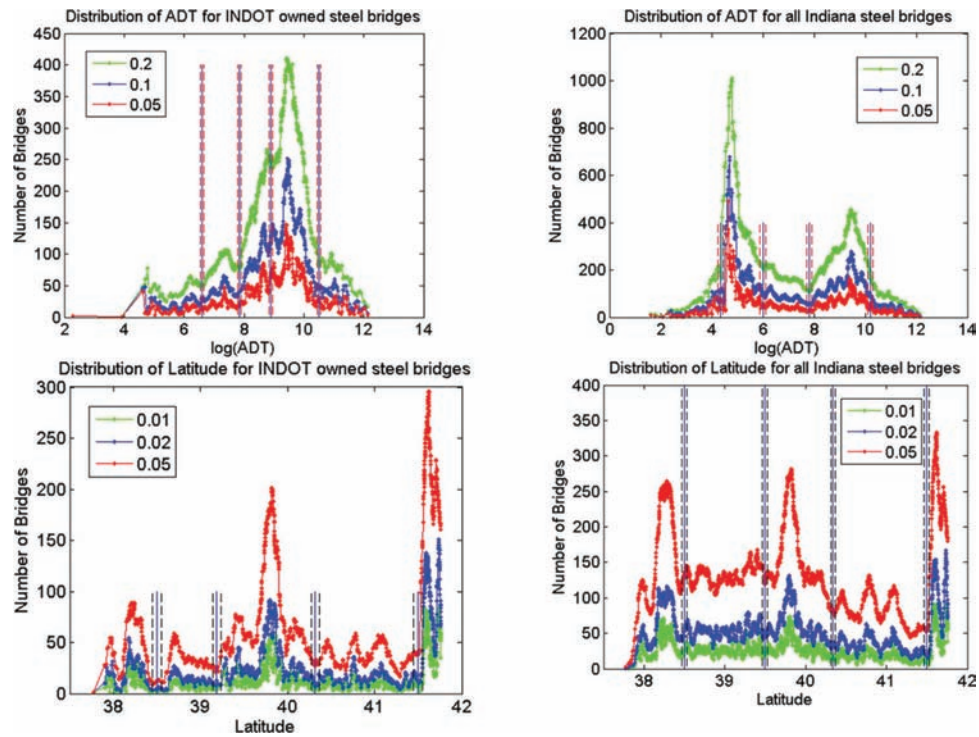 Distribution of ADT for INDOT owned steel bridges
450
400
350
300
250
200
150
100
50
0
2 4 6 8 10 12 14
0.2
0.1
0.05
Number of Bridges
log(ADT)
Distribution of ADT for all Indiana steel bridges
1200
1000
800
600
400
200
0
0 2 4 6 8 10 12 14
0.2
0.1
0.05
Number of Bridges
log(ADT)
Distribution of Latitude for INDOT owned steel bridges
300
250
200
150
100
50
0
38 39 40 41 42
0.01
0.02
0.05
Number of Bridges
Latitude
Distribution of Latitude for all Indiana steel bridges
400
350
300
250
200
150
100
50
0
38 39 40 41 42
0.01
0.02
0.05
Number of Bridges
Latitude